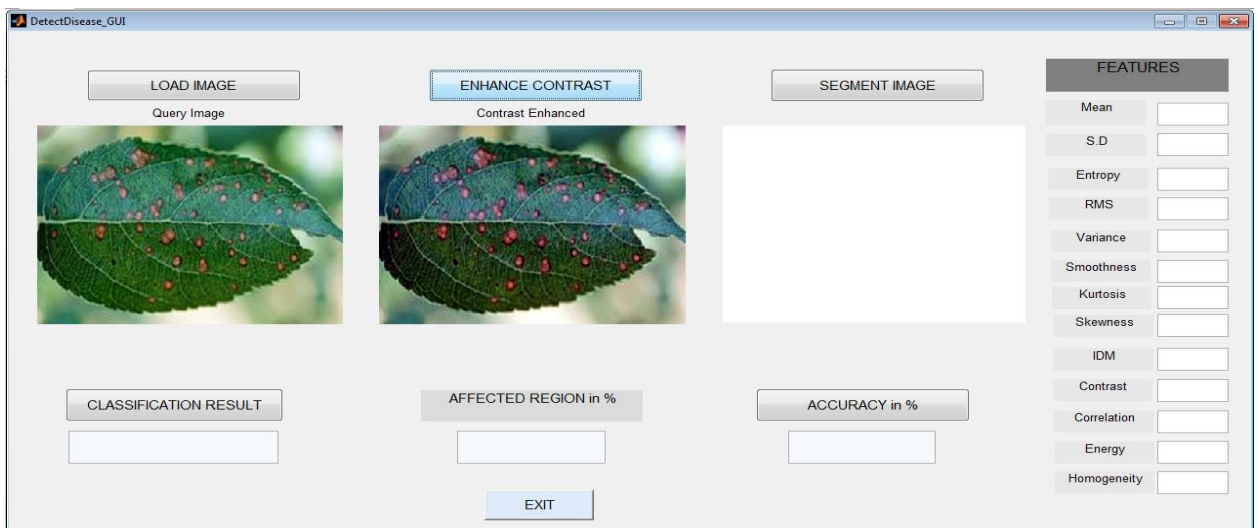 DetectDisease_GUI
LOAD IMAGE
ENHANCE CONTRAST
SEGMENT IMAGE
Query Image
Contrast Enhanced
CLASSIFICATION RESULT
AFFECTED REGION in %
ACCURACY in %
EXIT
FEATURES
Mean
S.D
Entropy
RMS
Variance
Smoothness
Kurtosis
Skewness
IDM
Contrast
Correlation
Energy
Homogeneity